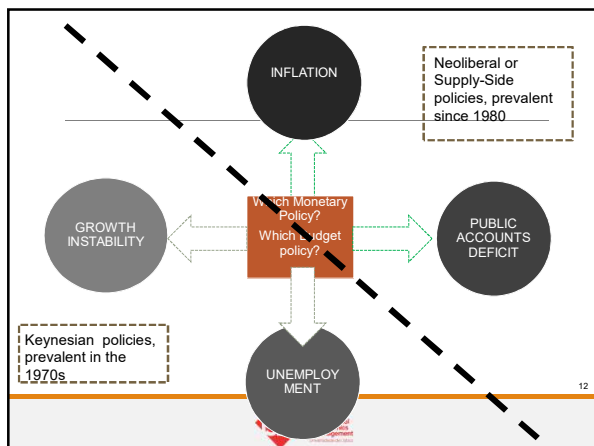 INFLATION
Neoliberal or
Supply-Side
policies, prevalent
since 1980
Which Monetary
Policy?
Which Budget
policy?
GROWTH
INSTABILITY
PUBLIC
ACCOUNTS
DEFICIT
Keynesian policies,
prevalent in the
1970s
UNEMPLOY
MENT
12